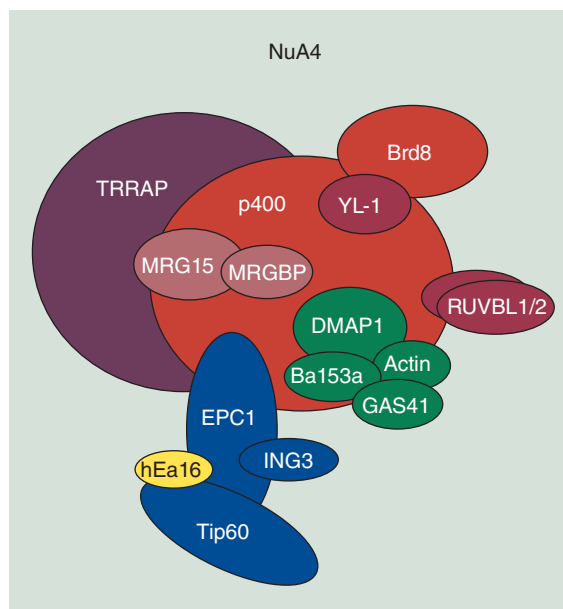 NuA4
Brd8
TRRAP
p400
YL-1
MRG15
MRGBP
RUVBL1/2
DMAP1
Actin
Ba153a
GAS41
EPC1
ING3
hEa16
Tip60